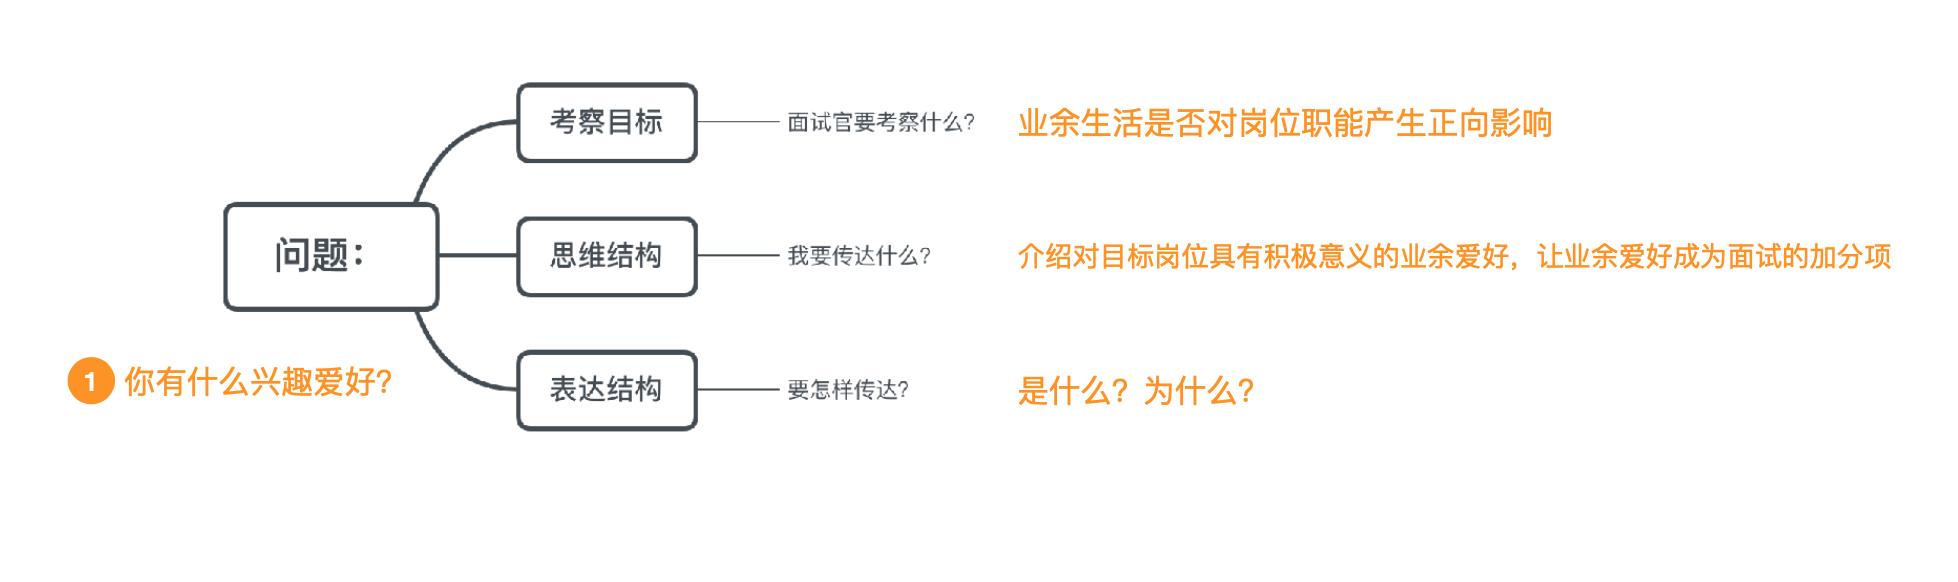 考察目标
面试官要考察什么？
业余生活是否对岗位职能产生正向影响
问题：
思维结构
我要传达什么？
介绍对目标岗位具有积极意义的业余爱好，让业余爱好成为面试的加分项
1 你有什么兴趣爱好？
表达结构
要怎样传达？
是什么？为什么？